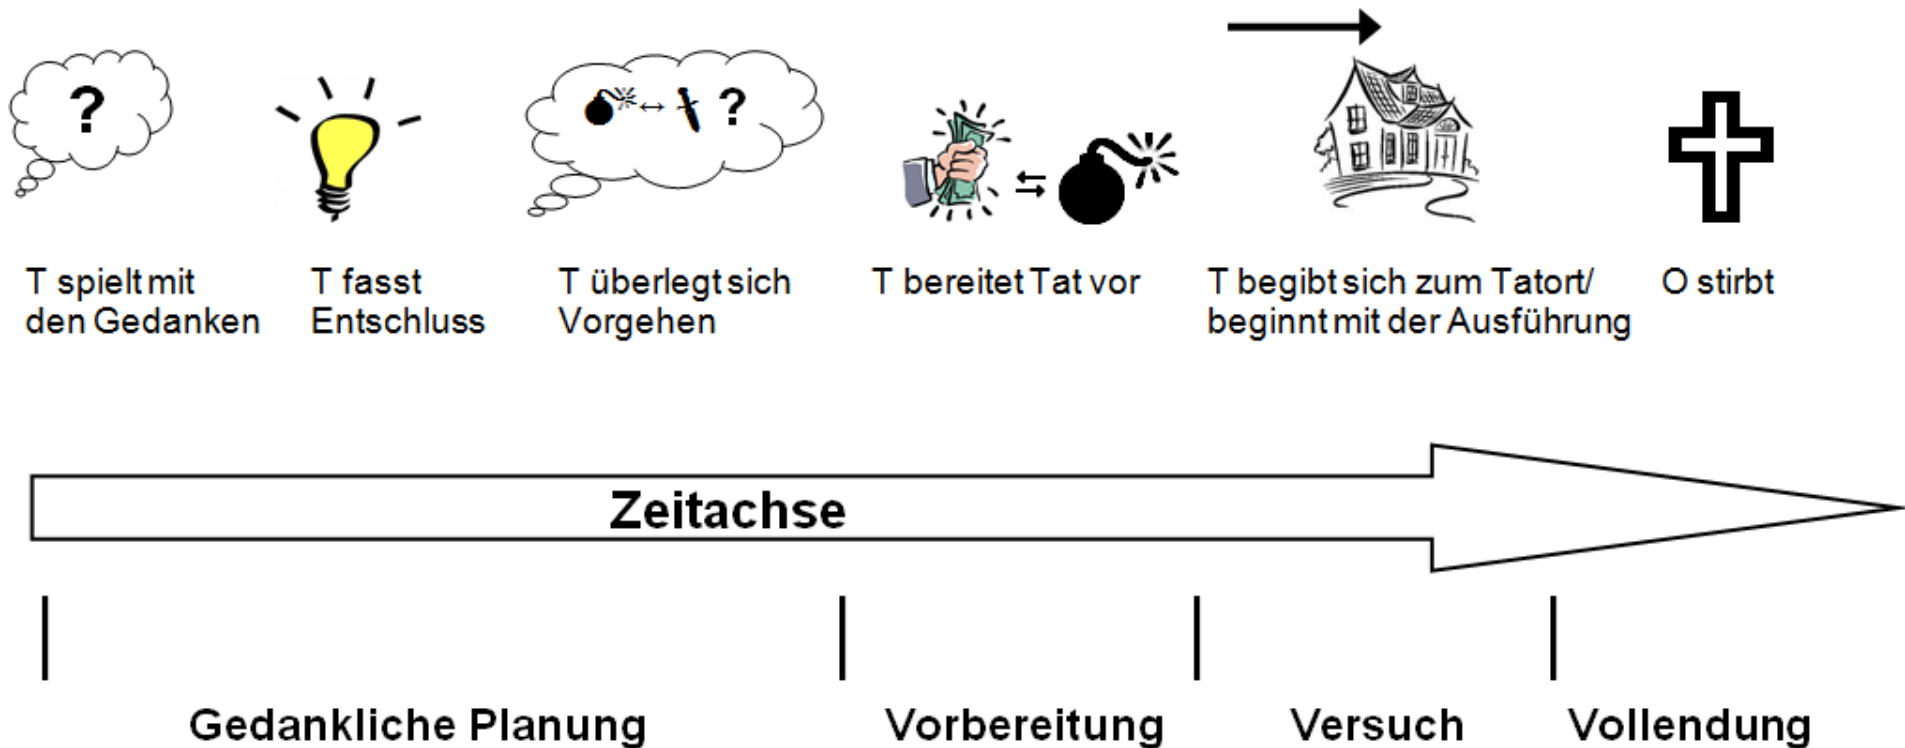 ?
?
T spielt mit
den Gedanken
T fasst
Entschluss
T überlegt sich
Vorgehen
T bereitet Tat vor
T begibt sich zum Tatort/
beginnt mit der Ausführung
O stirbt
Zeitachse
Gedankliche Planung
Vorbereitung
Versuch
Vollendung